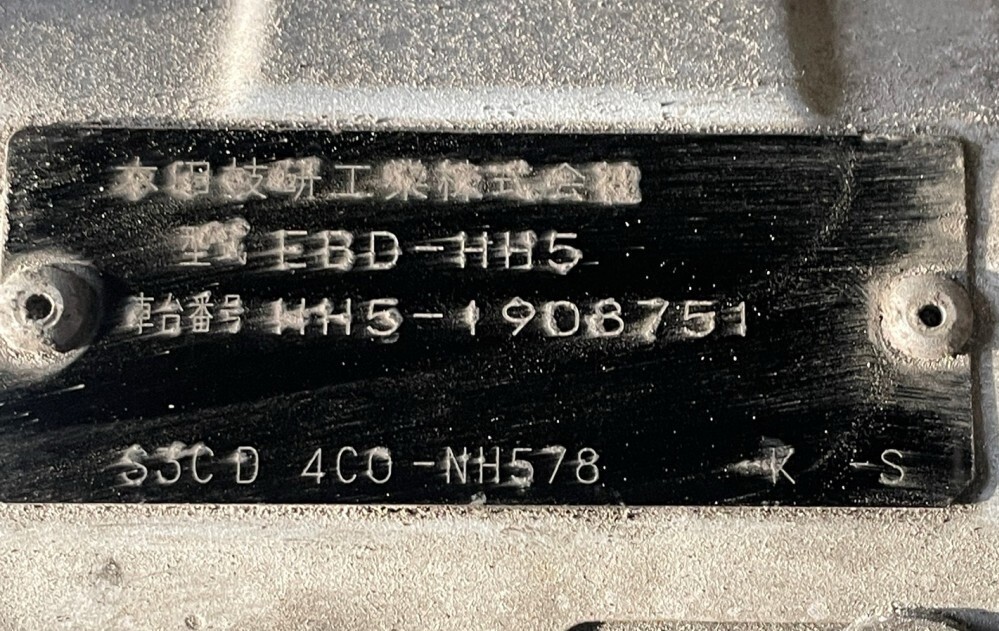 本田技研工業株式会社
型式 EBD-HH5
車台番号 HH5-1908751
S5CD 4C0-NH578 -K -S